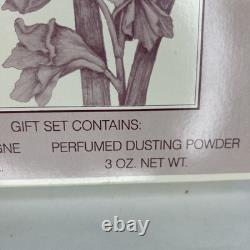 GIFT SET CONTAINS:
GNE PERFUMED DUSTING POWDER
3 OZ. NET WT.